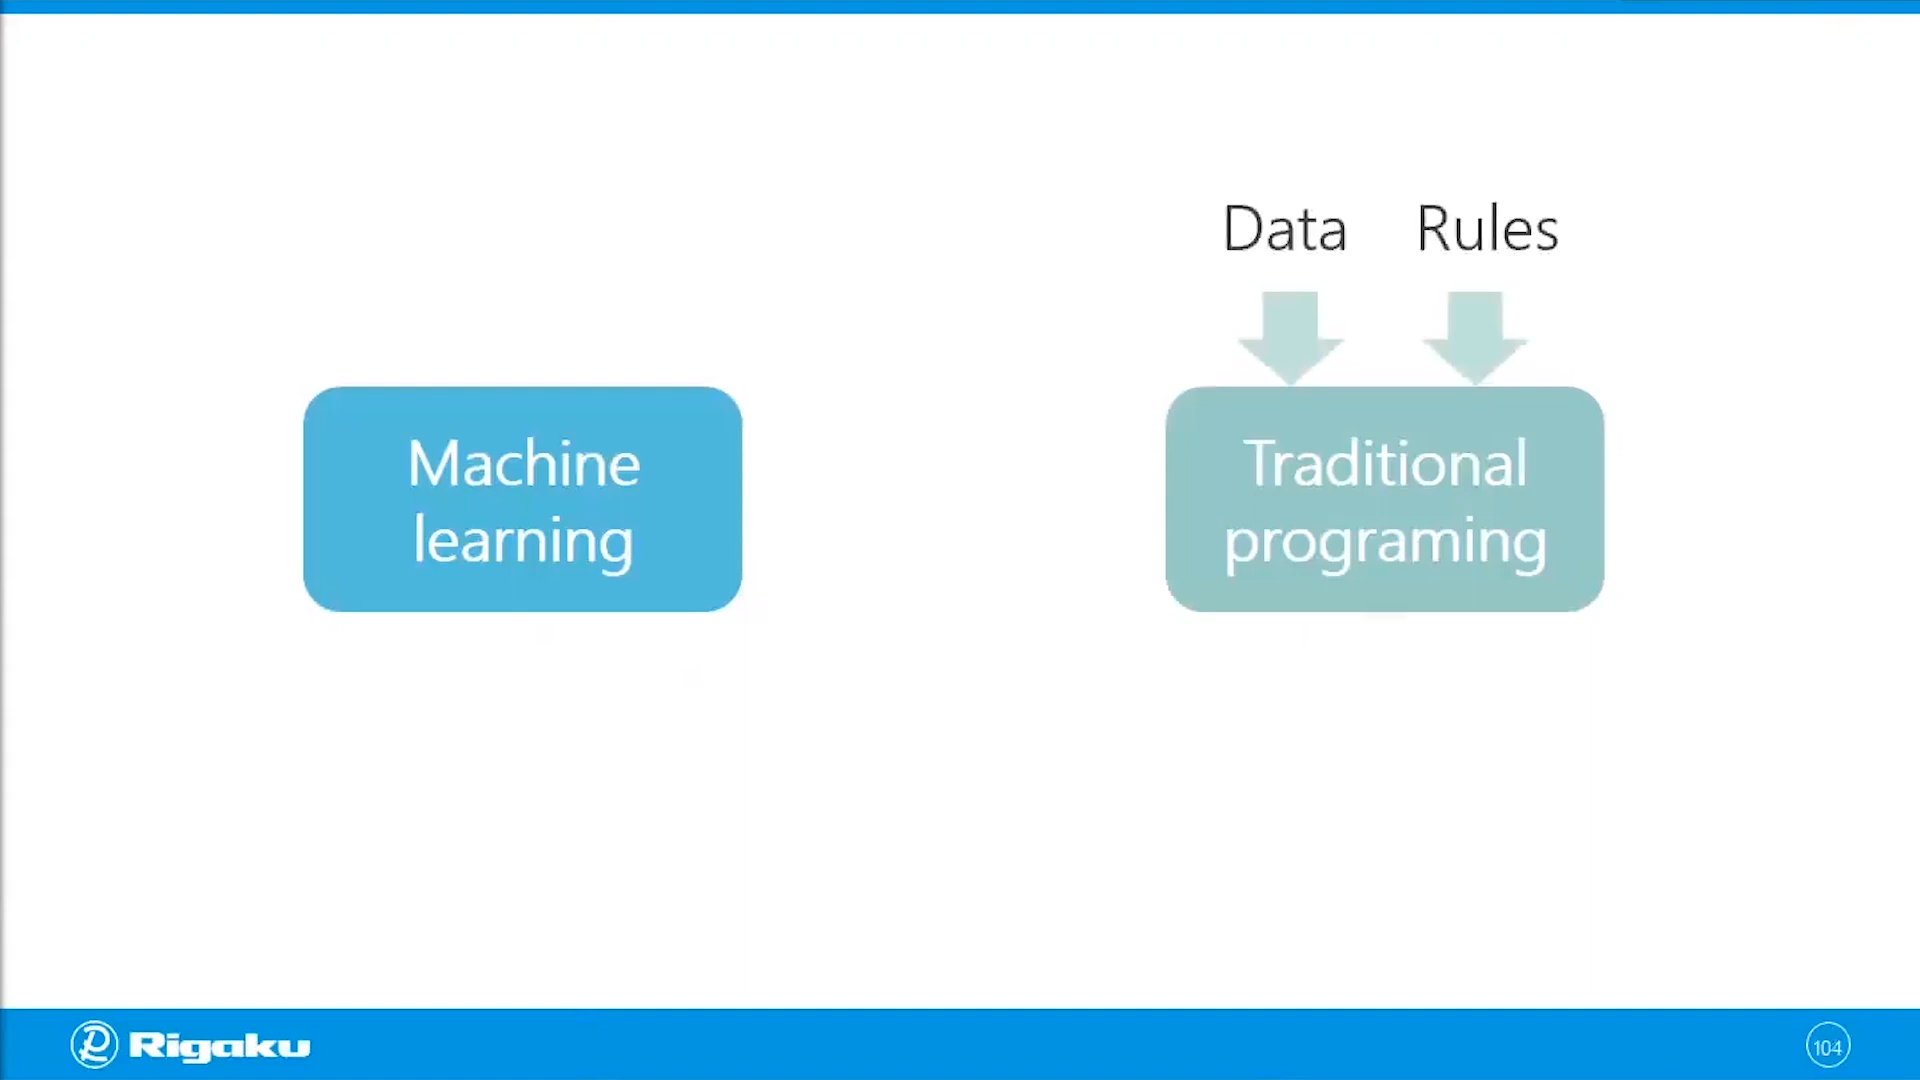 Data Rules
Machine
learning
Traditional
programing
Rigaku
104